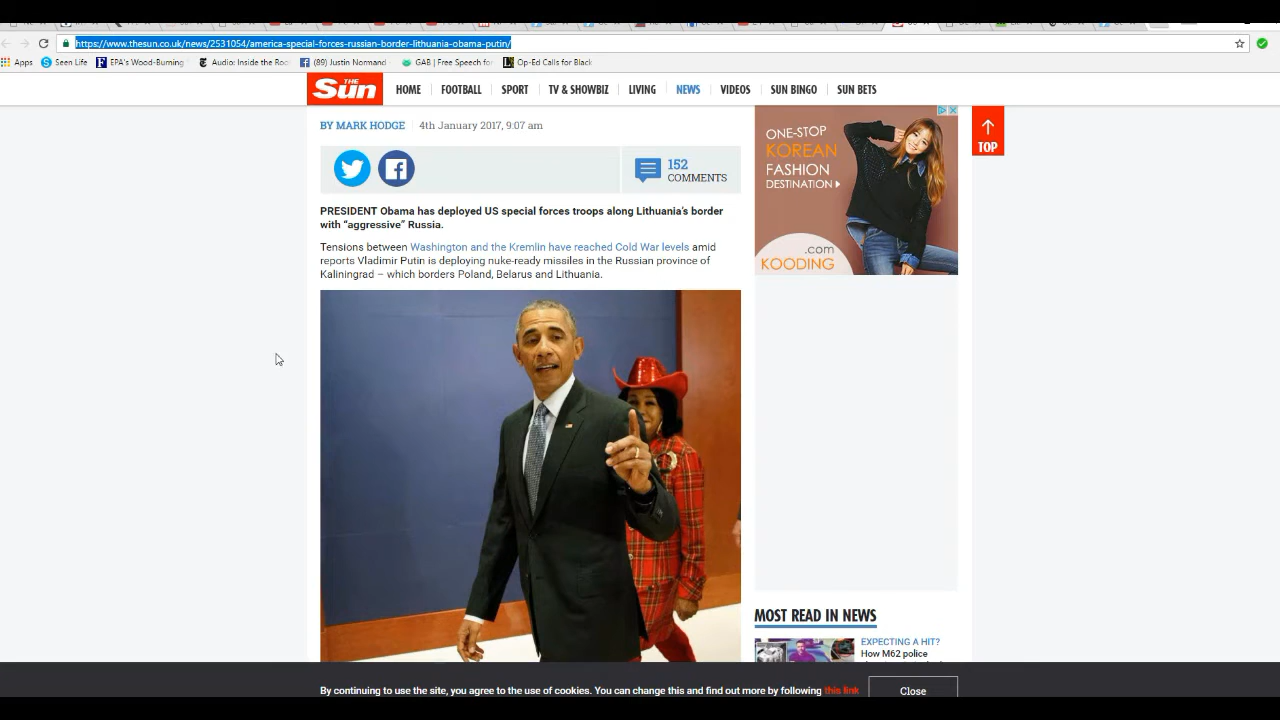 https://www.thesun.co.uk/news/2531054/america-special-forces-russian-border-lithuania-obama-putin/
Apps Seen Life EPA's Wood-Burning Audio: Inside the Roo (89) Justin Normand GAB | Free Speech for Op-Ed Calls for Black
THE Sun HOME FOOTBALL SPORT TV & SHOWBIZ LIVING NEWS VIDEOS SUN BINGO SUN BETS
BY MARK HODGE 4th January 2017, 9:07 am
152
COMMENTS
PRESIDENT Obama has deployed US special forces troops along Lithuania's border
with “aggressive” Russia.
Tensions between Washington and the Kremlin have reached Cold War levels amid
reports Vladimir Putin is deploying nuke-ready missiles in the Russian province of
Kaliningrad – which borders Poland, Belarus and Lithuania.
ONE-STOP
KOREAN
FASHION
DESTINATION
.com
KOODING
TOP
MOST READ IN NEWS
EXPECTING A HIT?
How M62 police
By continuing to use the site, you agree to the use of cookies. You can change this and find out more by following this link Close